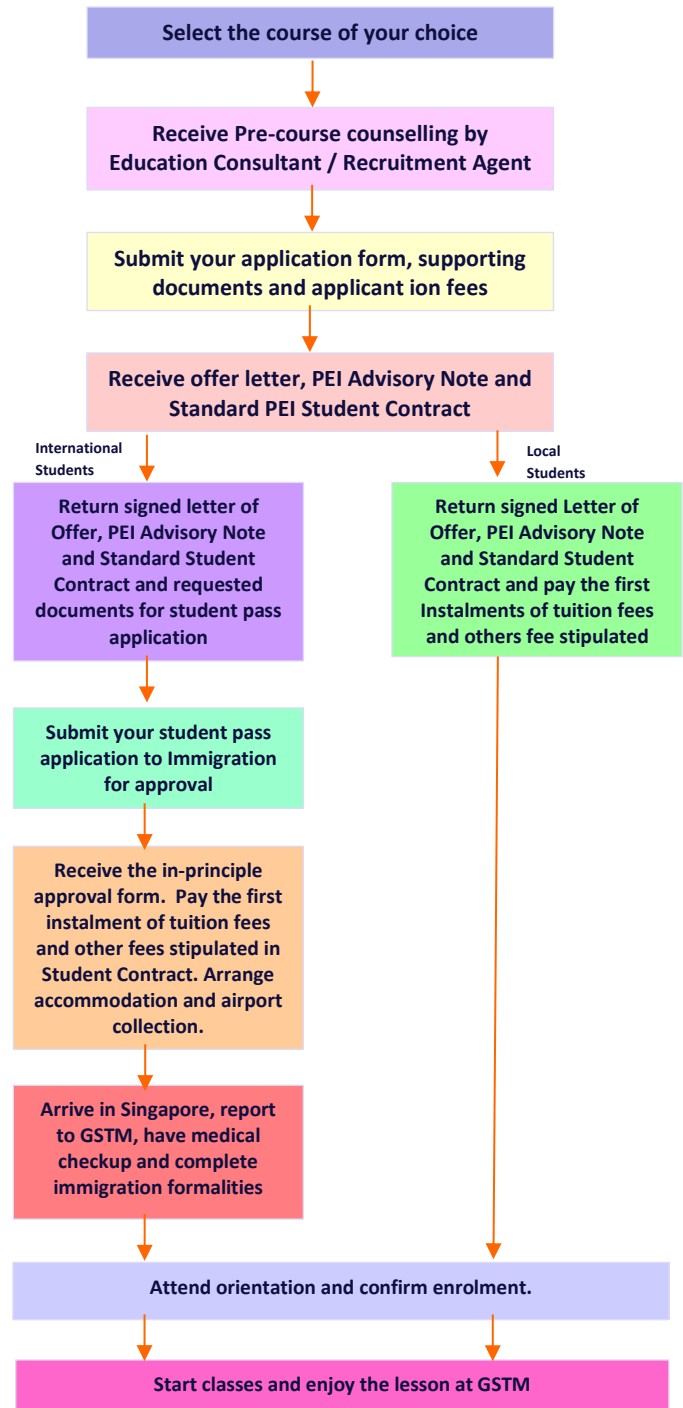 Select the course of your choice
Receive Pre-course counselling by
Education Consultant / Recruitment Agent
Submit your application form, supporting
documents and applicant ion fees
Receive offer letter, PEI Advisory Note and
Standard PEI Student Contract
International
Students
Local
Students
Return signed letter of
Offer, PEI Advisory Note
and Standard Student
Contract and requested
documents for student pass
application
Return signed Letter of
Offer, PEI Advisory Note
and Standard Student
Contract and pay the first
Instalments of tuition fees
and others fee stipulated
Submit your student pass
application to Immigration
for approval
Receive the in-principle
approval form. Pay the first
instalment of tuition fees
and other fees stipulated in
Student Contract. Arrange
accommodation and airport
collection.
Arrive in Singapore, report
to GSTM, have medical
checkup and complete
immigration formalities
Attend orientation and confirm enrolment.
Start classes and enjoy the lesson at GSTM